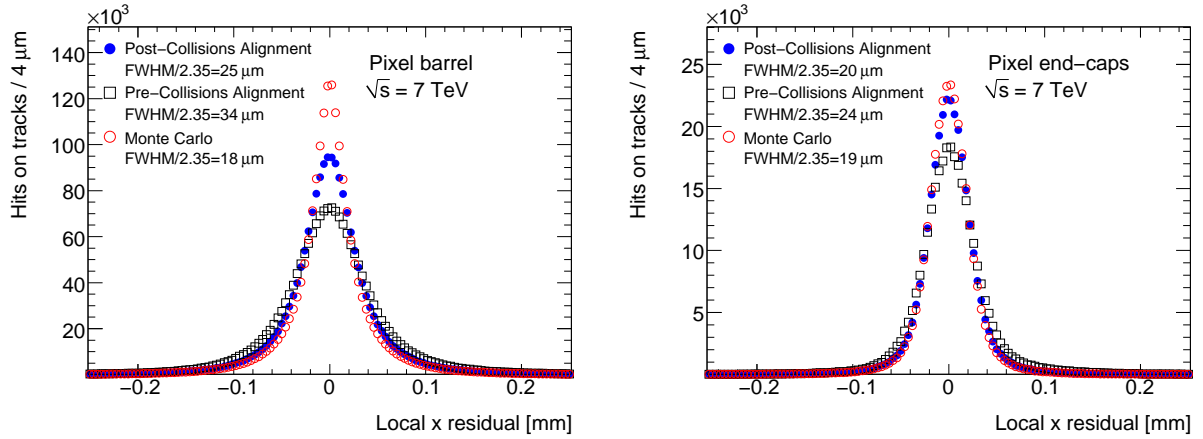 ×10³
Hits on tracks / 4 μm
140
120
100
80
60
40
20
Post−Collisions Alignment
FWHM/2.35=25 μm
Pre−Collisions Alignment
FWHM/2.35=34 μm
Monte Carlo
FWHM/2.35=18 μm
Pixel barrel
√s = 7 TeV
−0.2 −0.1 0 0.1 0.2
Local x residual [mm]
×10³
Hits on tracks / 4 μm
25
20
15
10
5
Post−Collisions Alignment
FWHM/2.35=20 μm
Pre−Collisions Alignment
FWHM/2.35=24 μm
Monte Carlo
FWHM/2.35=19 μm
Pixel end−caps
√s = 7 TeV
−0.2 −0.1 0 0.1 0.2
Local x residual [mm]